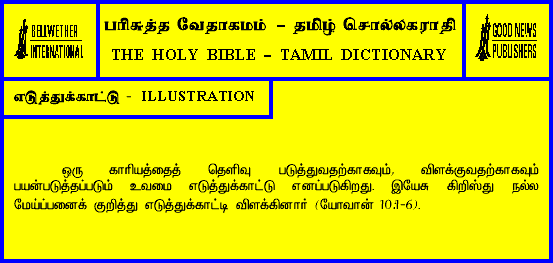 BELLWETHER
INTERNATIONAL
பரிசுத்த வேதாகமம் – தமிழ் சொல்லகராதி
THE HOLY BIBLE – TAMIL DICTIONARY
GOOD NEWS
PUBLISHERS
எடுத்துக்காட்டு - ILLUSTRATION
ஒரு காரியத்தைத் தெளிவு படுத்துவதற்காகவும், விளக்குவதற்காகவும்
பயன்படுத்தப்படும் உவமை எடுத்துக்காட்டு எனப்படுகிறது. இயேசு கிறிஸ்து நல்ல
மேய்ப்பனைக் குறித்து எடுத்துக்காட்டி விளக்கினார் (யோவான் 10:1-6).